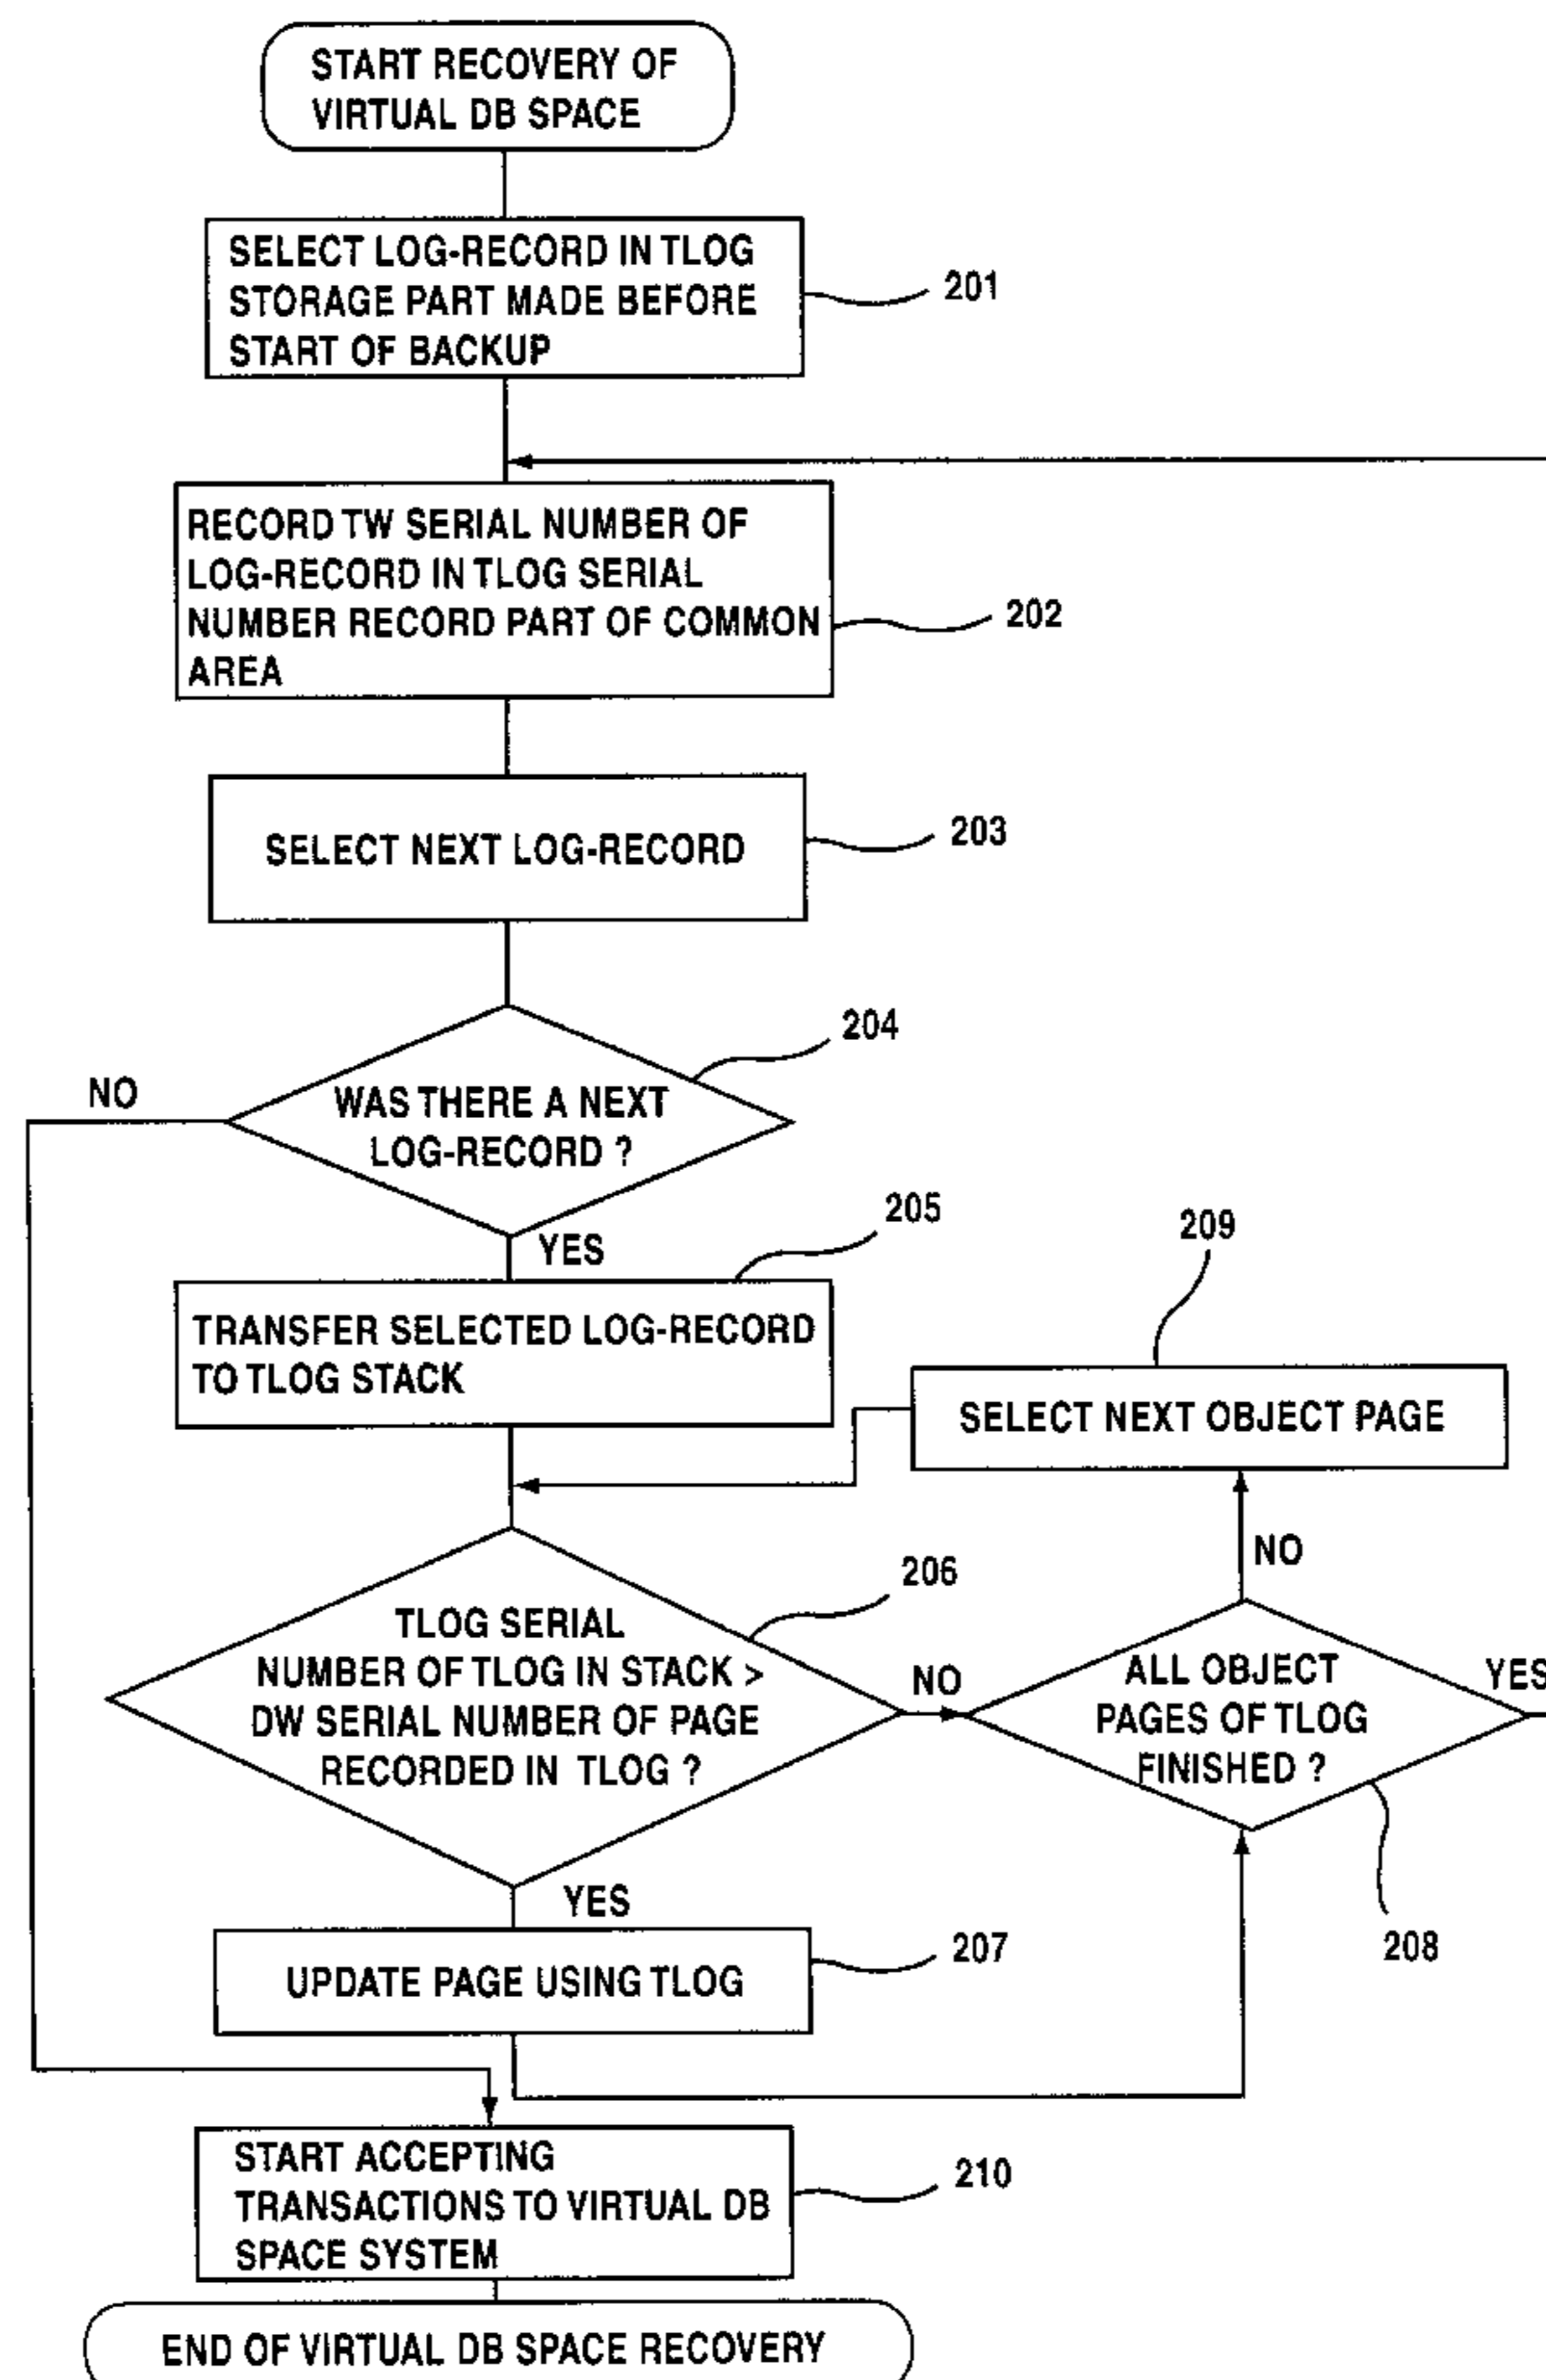 START RECOVERY OF
VIRTUAL DB SPACE
SELECT LOG-RECORD IN TLOG
STORAGE PART MADE BEFORE
START OF BACKUP
201
RECORD TW SERIAL NUMBER OF
LOG-RECORD IN TLOG SERIAL
NUMBER RECORD PART OF COMMON
AREA
202
SELECT NEXT LOG-RECORD
203
204
NO
WAS THERE A NEXT
LOG-RECORD ?
YES
205
TRANSFER SELECTED LOG-RECORD
TO TLOG STACK
209
SELECT NEXT OBJECT PAGE
NO
206
TLOG SERIAL
NUMBER OF TLOG IN STACK >
DW SERIAL NUMBER OF PAGE
RECORDED IN TLOG ?
NO
ALL OBJECT
PAGES OF TLOG
FINISHED ?
YES
208
YES
UPDATE PAGE USING TLOG
207
START ACCEPTING
TRANSACTIONS TO VIRTUAL DB
SPACE SYSTEM
210
END OF VIRTUAL DB SPACE RECOVERY